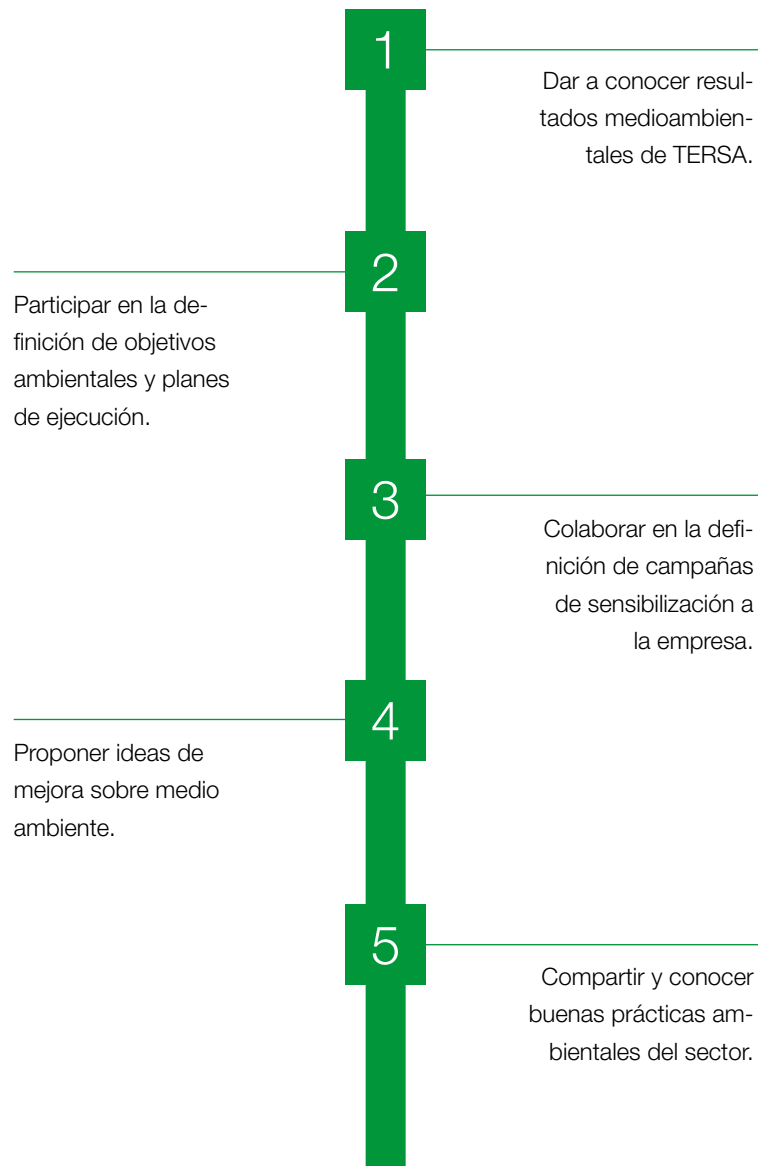 1
Dar a conocer resul-
tados medioambien-
tales de TERSA.
2
Participar en la de-
finición de objetivos
ambientales y planes
de ejecución.
3
Colaborar en la defi-
nición de campañas
de sensibilización a
la empresa.
4
Proponer ideas de
mejora sobre medio
ambiente.
5
Compartir y conocer
buenas prácticas am-
bientales del sector.